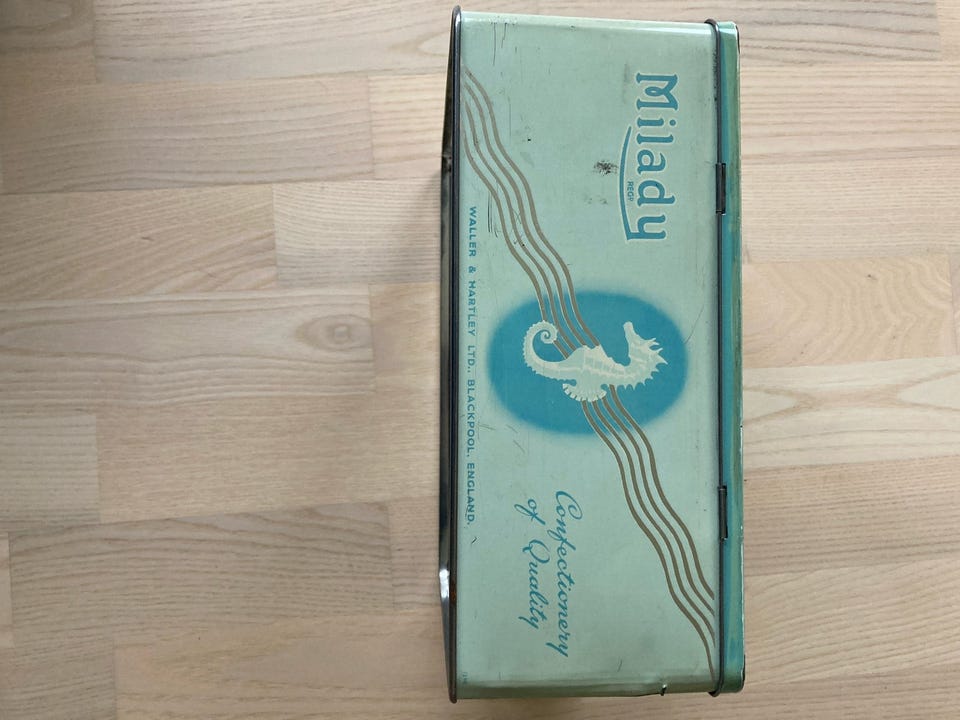 Milady
REGD
Confectionery
of Quality
WALLER & HARTLEY LTD., BLACKPOOL, ENGLAND.